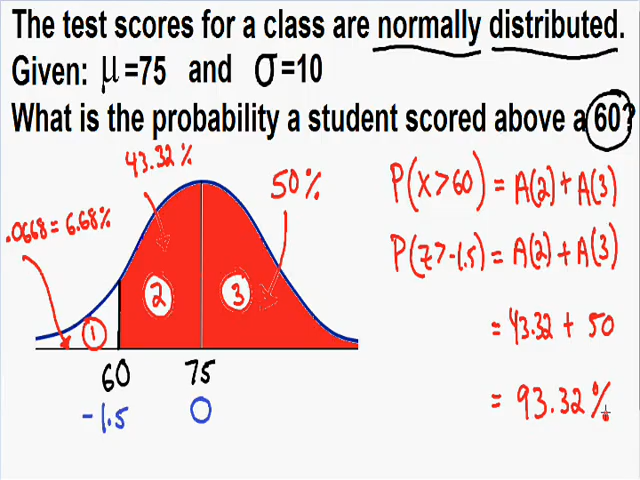 The test scores for a class are normally distributed.
Given: μ=75 and σ=10
What is the probability a student scored above a 60?
43.32 %
50%
P(x>60) = A(2) + A(3)
.0668 = 6.68%
P(z>-1.5) = A(2) + A(3)
1 2 3
= 43.32 + 50
60 75
-1.5 0
= 93.32%